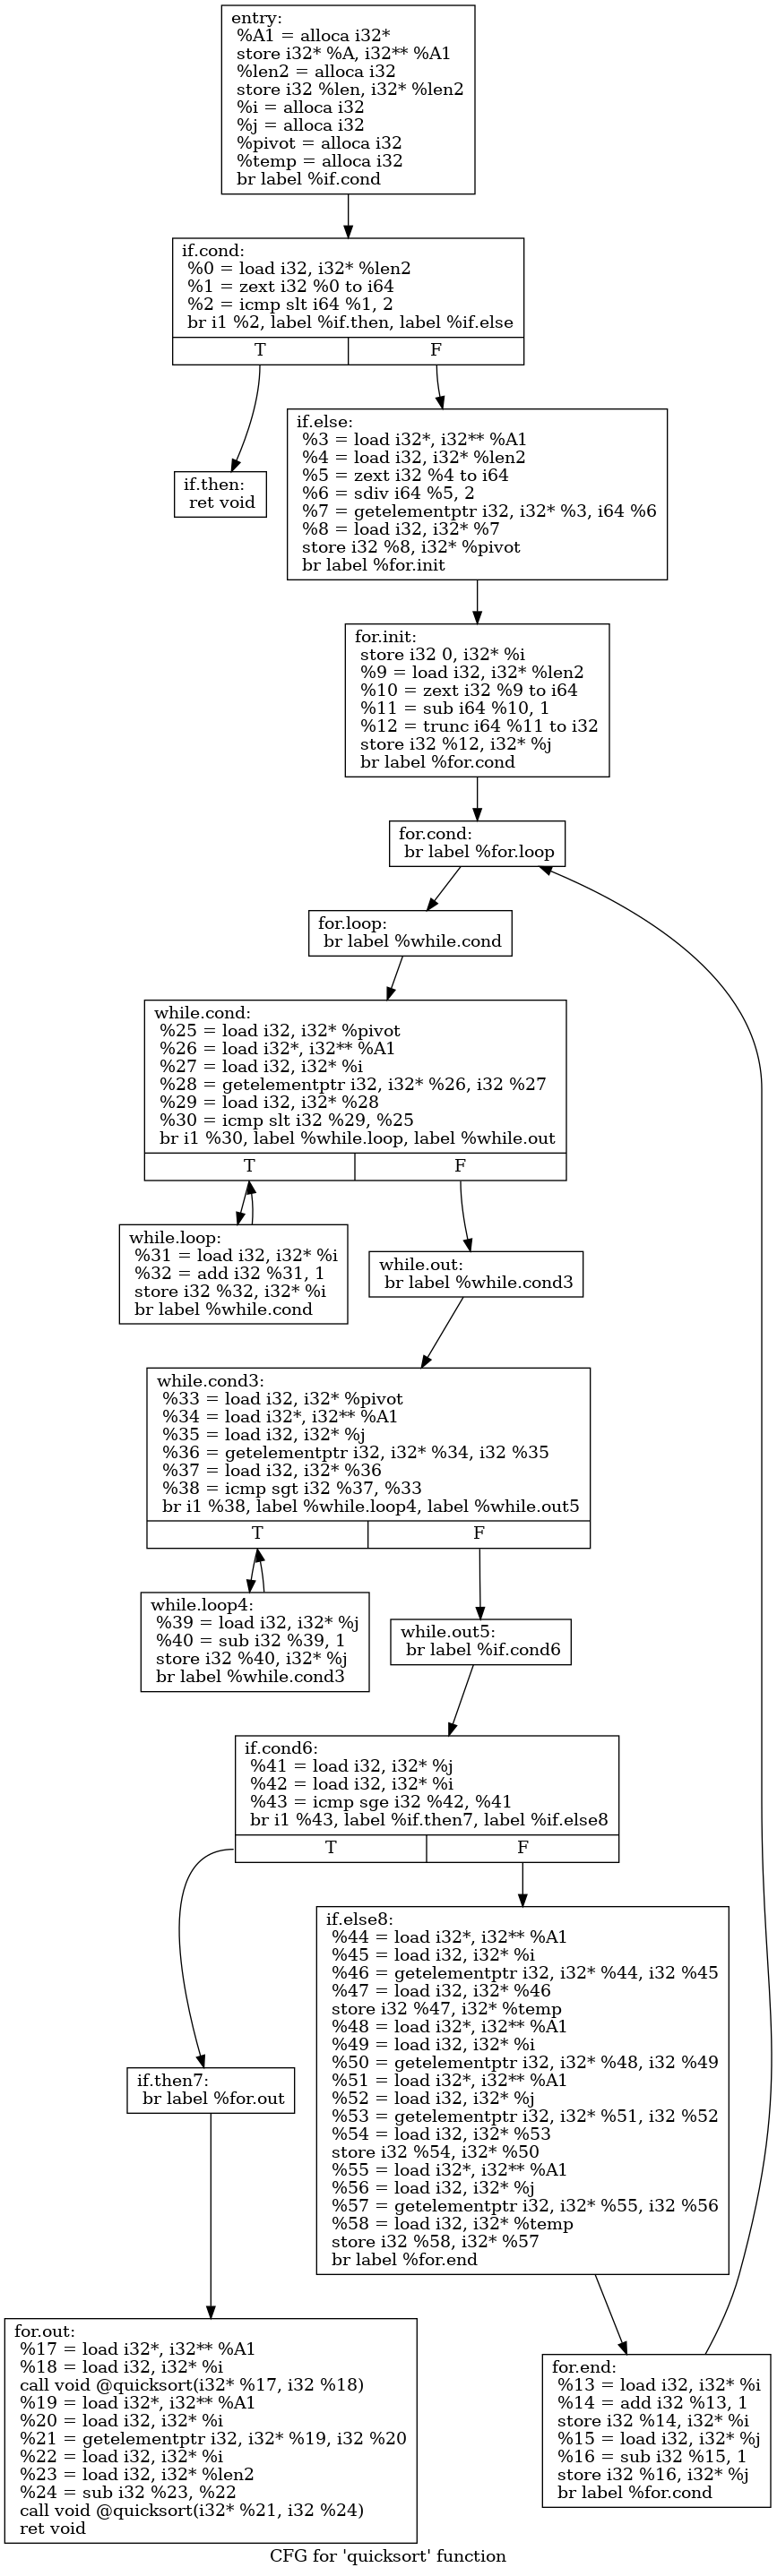 entry:
%A1 = alloca i32*
store i32* %A, i32** %A1
%len2 = alloca i32
store i32 %len, i32* %len2
%i = alloca i32
%j = alloca i32
%pivot = alloca i32
%temp = alloca i32
br label %if.cond
if.cond:
%0 = load i32, i32* %len2
%1 = zext i32 %0 to i64
%2 = icmp slt i64 %1, 2
br i1 %2, label %if.then, label %if.else
T
F
if.then:
ret void
if.else:
%3 = load i32*, i32** %A1
%4 = load i32, i32* %len2
%5 = zext i32 %4 to i64
%6 = sdiv i64 %5, 2
%7 = getelementptr i32, i32* %3, i64 %6
%8 = load i32, i32* %7
store i32 %8, i32* %pivot
br label %for.init
for.init:
store i32 0, i32* %i
%9 = load i32, i32* %len2
%10 = zext i32 %9 to i64
%11 = sub i64 %10, 1
%12 = trunc i64 %11 to i32
store i32 %12, i32* %j
br label %for.cond
for.cond:
br label %for.loop
for.loop:
br label %while.cond
while.cond:
%25 = load i32, i32* %pivot
%26 = load i32*, i32** %A1
%27 = load i32, i32* %i
%28 = getelementptr i32, i32* %26, i32 %27
%29 = load i32, i32* %28
%30 = icmp slt i32 %29, %25
br i1 %30, label %while.loop, label %while.out
T
F
while.loop:
%31 = load i32, i32* %i
%32 = add i32 %31, 1
store i32 %32, i32* %i
br label %while.cond
while.out:
br label %while.cond3
while.cond3:
%33 = load i32, i32* %pivot
%34 = load i32*, i32** %A1
%35 = load i32, i32* %j
%36 = getelementptr i32, i32* %34, i32 %35
%37 = load i32, i32* %36
%38 = icmp sgt i32 %37, %33
br i1 %38, label %while.loop4, label %while.out5
T
F
while.loop4:
%39 = load i32, i32* %j
%40 = sub i32 %39, 1
store i32 %40, i32* %j
br label %while.cond3
while.out5:
br label %if.cond6
if.cond6:
%41 = load i32, i32* %j
%42 = load i32, i32* %i
%43 = icmp sge i32 %42, %41
br i1 %43, label %if.then7, label %if.else8
T
F
if.else8:
%44 = load i32*, i32** %A1
%45 = load i32, i32* %i
%46 = getelementptr i32, i32* %44, i32 %45
%47 = load i32, i32* %46
store i32 %47, i32* %temp
%48 = load i32*, i32** %A1
%49 = load i32, i32* %i
%50 = getelementptr i32, i32* %48, i32 %49
%51 = load i32*, i32** %A1
%52 = load i32, i32* %j
%53 = getelementptr i32, i32* %51, i32 %52
%54 = load i32, i32* %53
store i32 %54, i32* %50
%55 = load i32*, i32** %A1
%56 = load i32, i32* %j
%57 = getelementptr i32, i32* %55, i32 %56
%58 = load i32, i32* %temp
store i32 %58, i32* %57
br label %for.end
if.then7:
br label %for.out
for.out:
%17 = load i32*, i32** %A1
%18 = load i32, i32* %i
call void @quicksort(i32* %17, i32 %18)
%19 = load i32*, i32** %A1
%20 = load i32, i32* %i
%21 = getelementptr i32, i32* %19, i32 %20
%22 = load i32, i32* %i
%23 = load i32, i32* %len2
%24 = sub i32 %23, %22
call void @quicksort(i32* %21, i32 %24)
ret void
for.end:
%13 = load i32, i32* %i
%14 = add i32 %13, 1
store i32 %14, i32* %i
%15 = load i32, i32* %j
%16 = sub i32 %15, 1
store i32 %16, i32* %j
br label %for.cond
CFG for 'quicksort' function